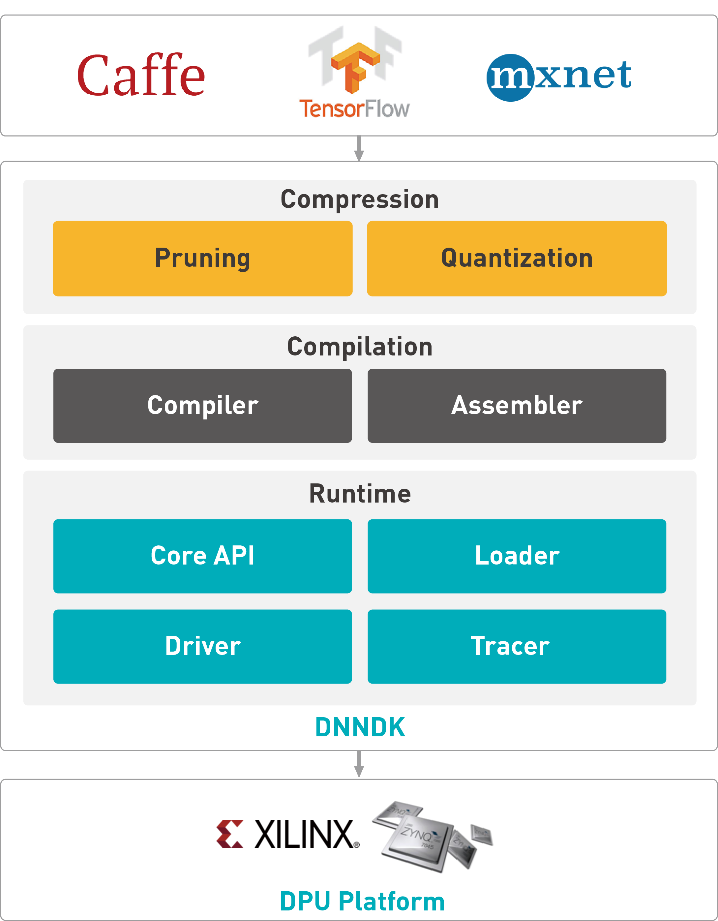 Caffe
TensorFlow
mxnet
Compression
Pruning
Quantization
Compilation
Compiler
Assembler
Runtime
Core API
Loader
Driver
Tracer
DNNDK
XILINX®
ZYNQ
DPU Platform